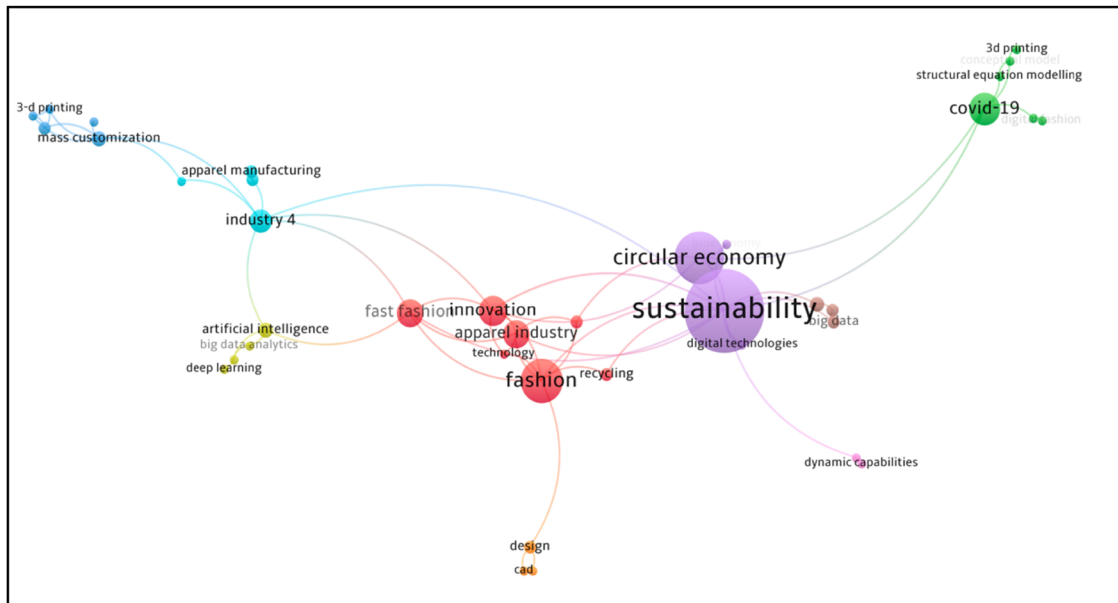 3d printing
conceptual model
structural equation modelling
3-d printing
covid-19
digital fashion
mass customization
apparel manufacturing
industry 4
circular economy
fast fashion
innovation
sustainability
big data
artificial intelligence
apparel industry
big data analytics
technology
digital technologies
deep learning
fashion
recycling
dynamic capabilities
design
cad